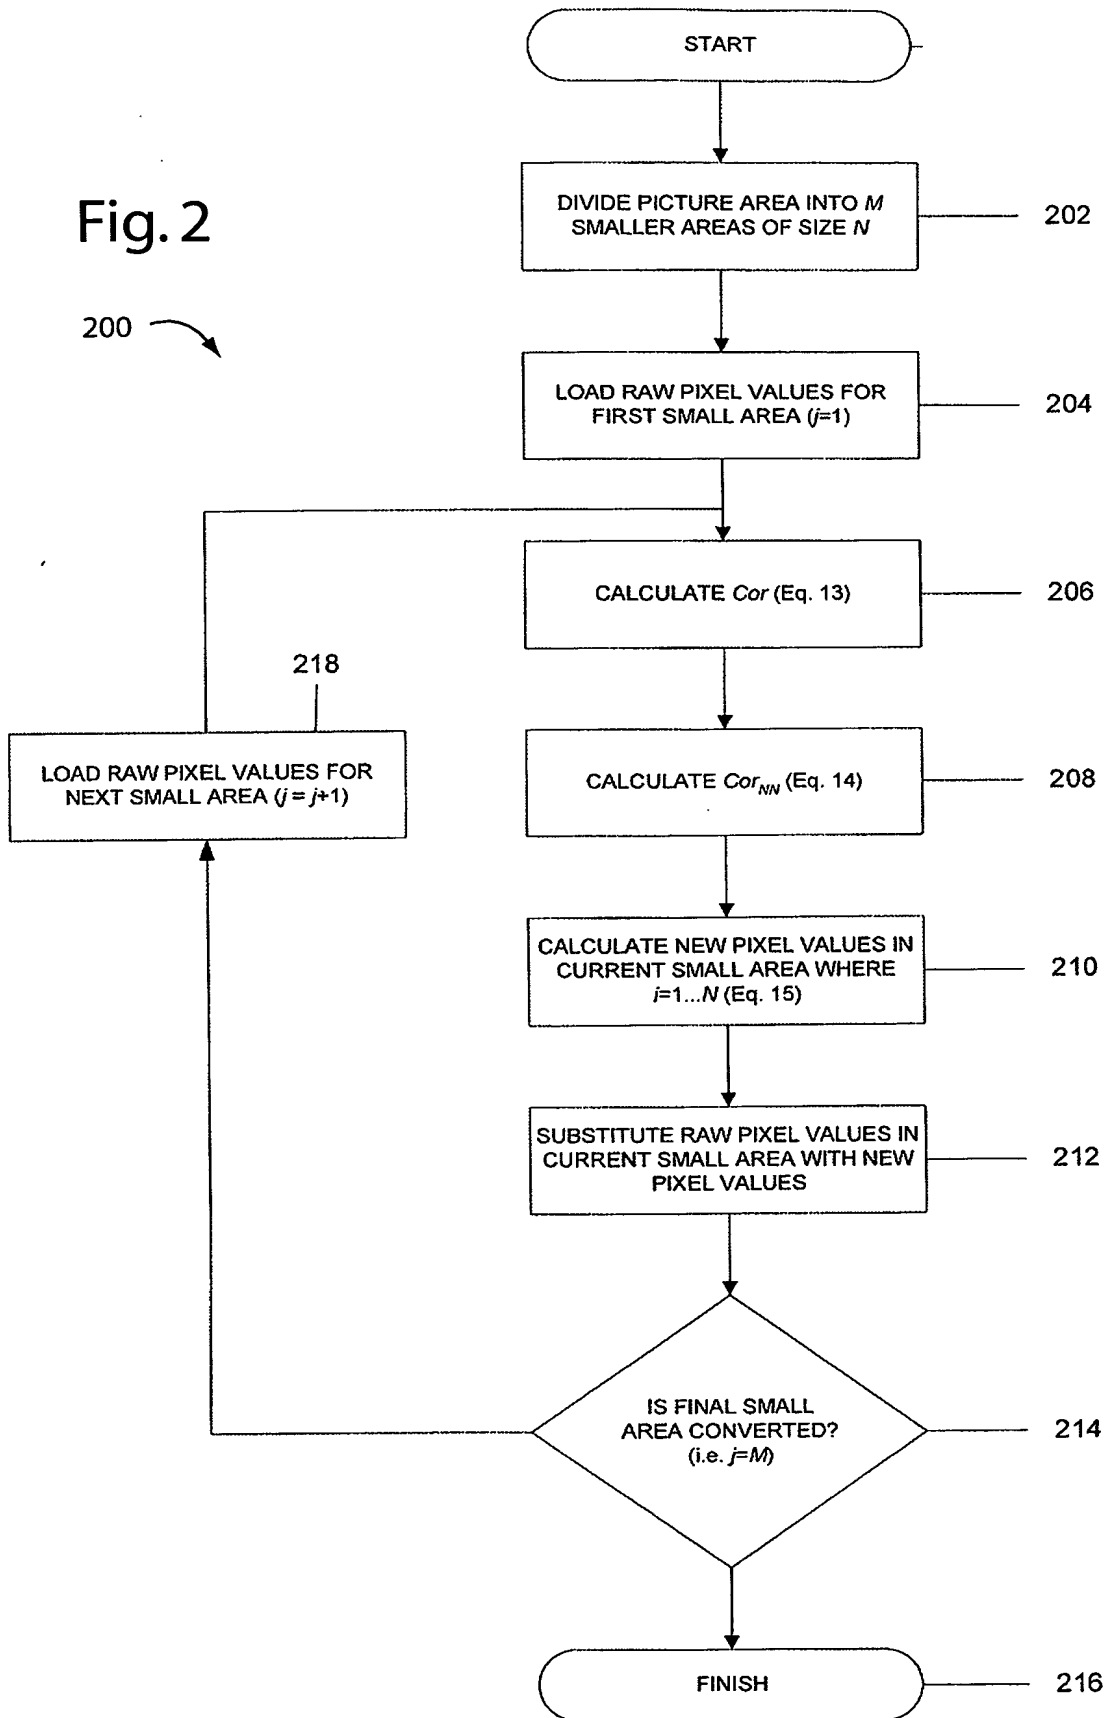 START
DIVIDE PICTURE AREA INTO M
SMALLER AREAS OF SIZE N
202
Fig. 2
200
LOAD RAW PIXEL VALUES FOR
FIRST SMALL AREA (j=1)
204
CALCULATE Cor (Eq. 13)
206
218
LOAD RAW PIXEL VALUES FOR
NEXT SMALL AREA (j = j+1)
CALCULATE CorNN (Eq. 14)
208
CALCULATE NEW PIXEL VALUES IN
CURRENT SMALL AREA WHERE
i=1...N (Eq. 15)
210
SUBSTITUTE RAW PIXEL VALUES IN
CURRENT SMALL AREA WITH NEW
PIXEL VALUES
212
IS FINAL SMALL
AREA CONVERTED?
(i.e. j=M)
214
FINISH
216